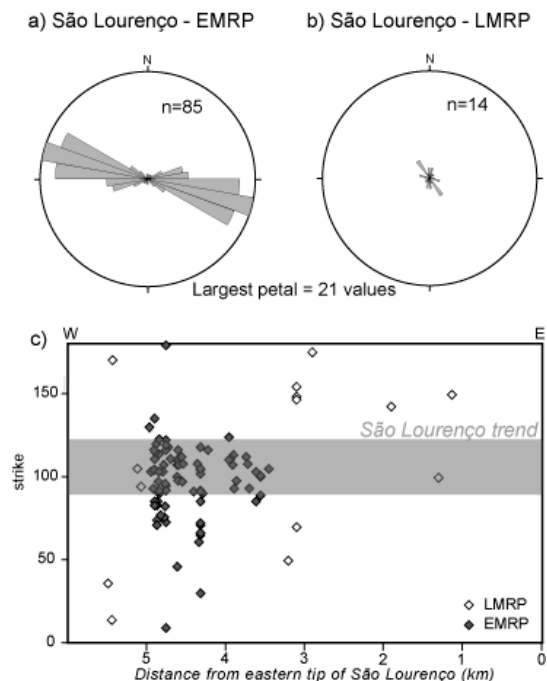 a) São Lourenço - EMRP
b) São Lourenço - LMRP
N
n=85
N
n=14
Largest petal = 21 values
c)
W
E
São Lourenço trend
strike
150
100
50
0
LMRP
EMRP
5
4
3
2
1
0
Distance from eastern tip of São Lourenço (km)